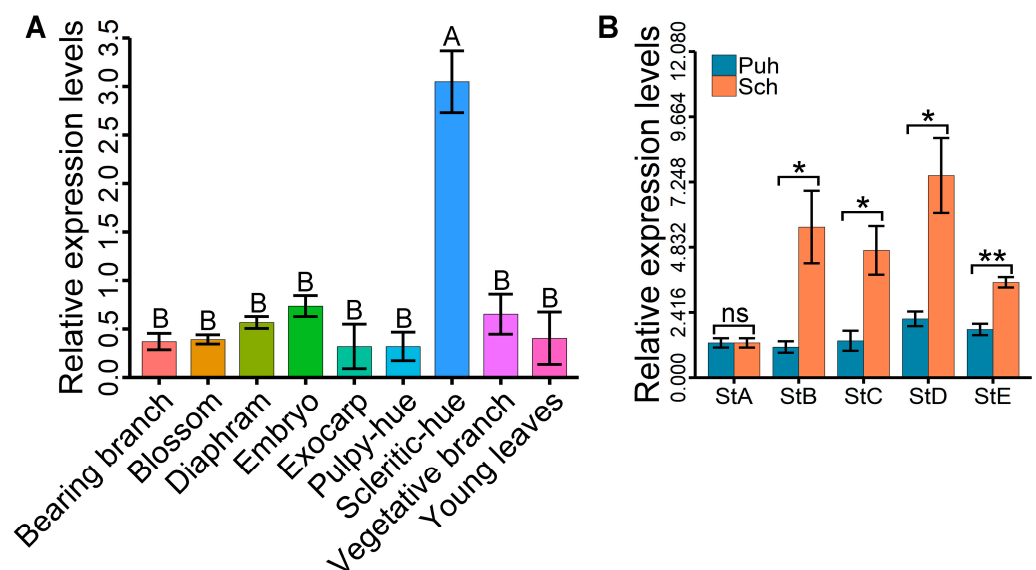 A
Relative expression levels
3.5
3.0
2.5
2.0
1.5
1.0
0.5
0.0
B
B
B
B
B
B
A
B
B
Bearing branch
Blossom
Diaphram
Embryo
Exocarp
Pulpy-hue
Scleritic-hue
Vegetative branch
Young leaves
B
Relative expression levels
12.080
9.664
7.248
4.832
2.416
0.000
Puh
Sch
ns
*
*
*
**
StA
StB
StC
StD
StE